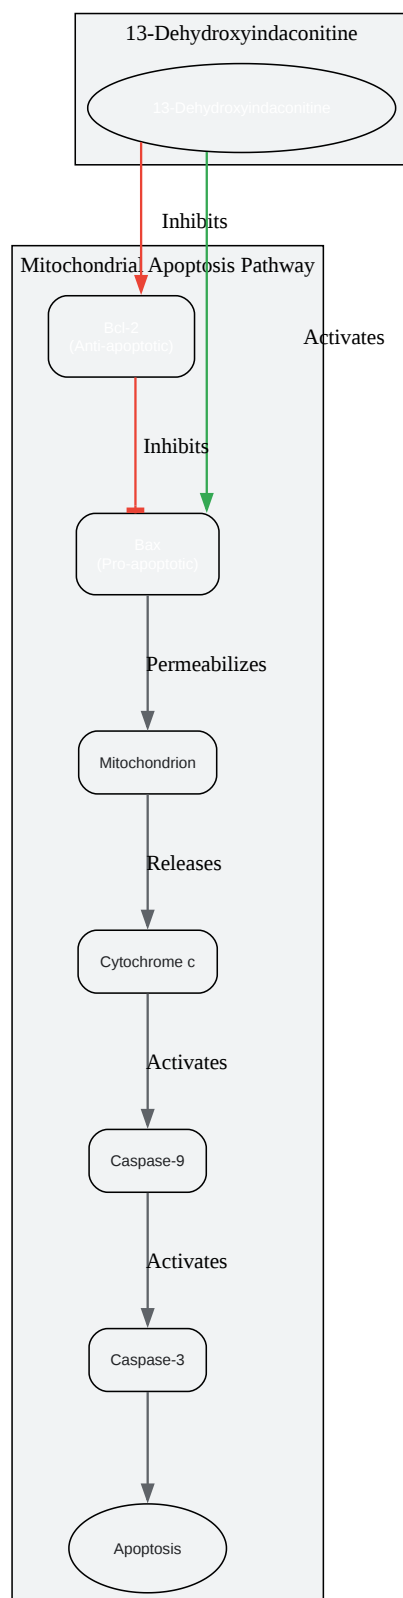 13-Dehydroxyindaconitine
13-Dehydroxyindaconitine
Inhibits
Mitochondrial Apoptosis Pathway
Bcl-2
(Anti-apoptotic)
Activates
Inhibits
Bax
(Pro-apoptotic)
Permeabilizes
Mitochondrion
Releases
Cytochrome c
Activates
Caspase-9
Activates
Caspase-3
Apoptosis